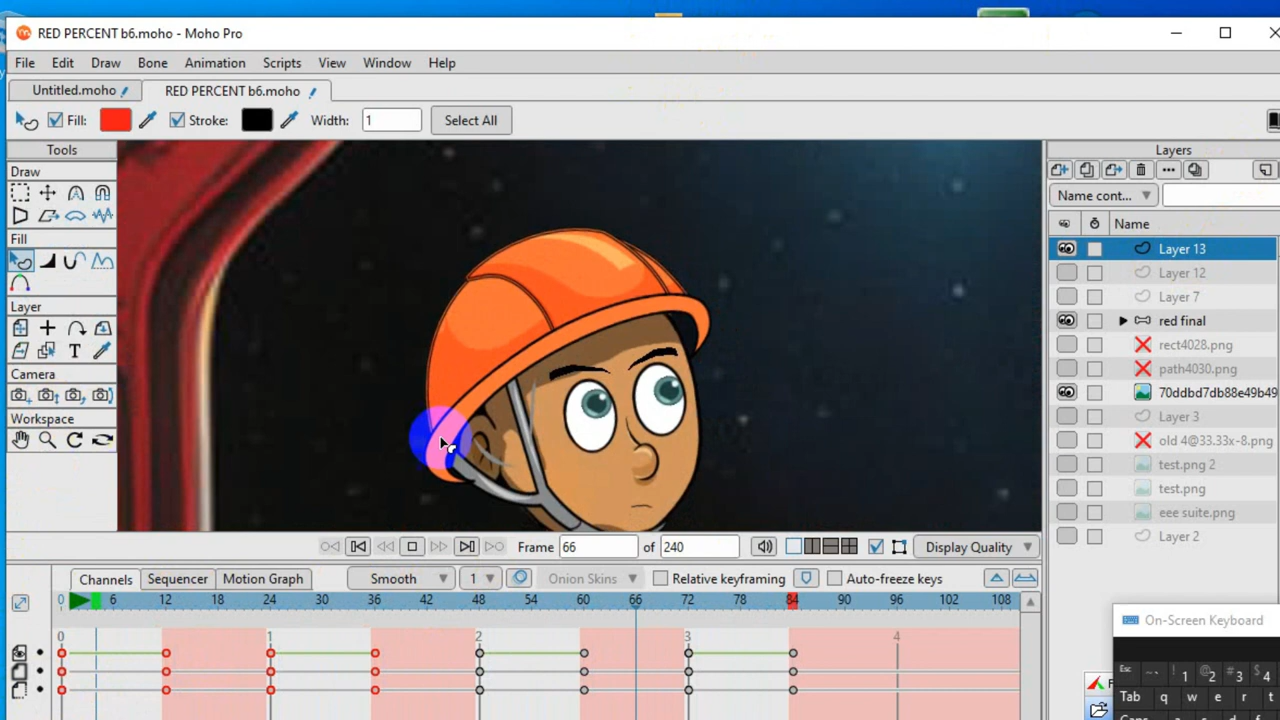 RED PERCENT b6.moho - Moho Pro
File Edit Draw Bone Animation Scripts View Window Help
Untitled.moho RED PERCENT b6.moho
Fill: Stroke: Width: 1 Select All
Tools
Draw
Fill
Layer
T
Camera
Workspace
Layers
Name cont...
Name
Layer 13
Layer 12
Layer 7
red final
rect4028.png
path4030.png
70ddbd7db88e49b49
Layer 3
old 4@33.33x-8.png
test.png 2
test.png
eee suite.png
Layer 2
Frame 66 of 240 Display Quality
Channels Sequencer Motion Graph Smooth 1 Onion Skins Relative keyframing Auto-freeze keys
0 6 12 18 24 30 36 42 48 54 60 66 72 78 84 90 96 102 108
0 1 2 3 4
On-Screen Keyboard
Esc ! 1 @ 2 # 3 $ 4
Tab q w e r t